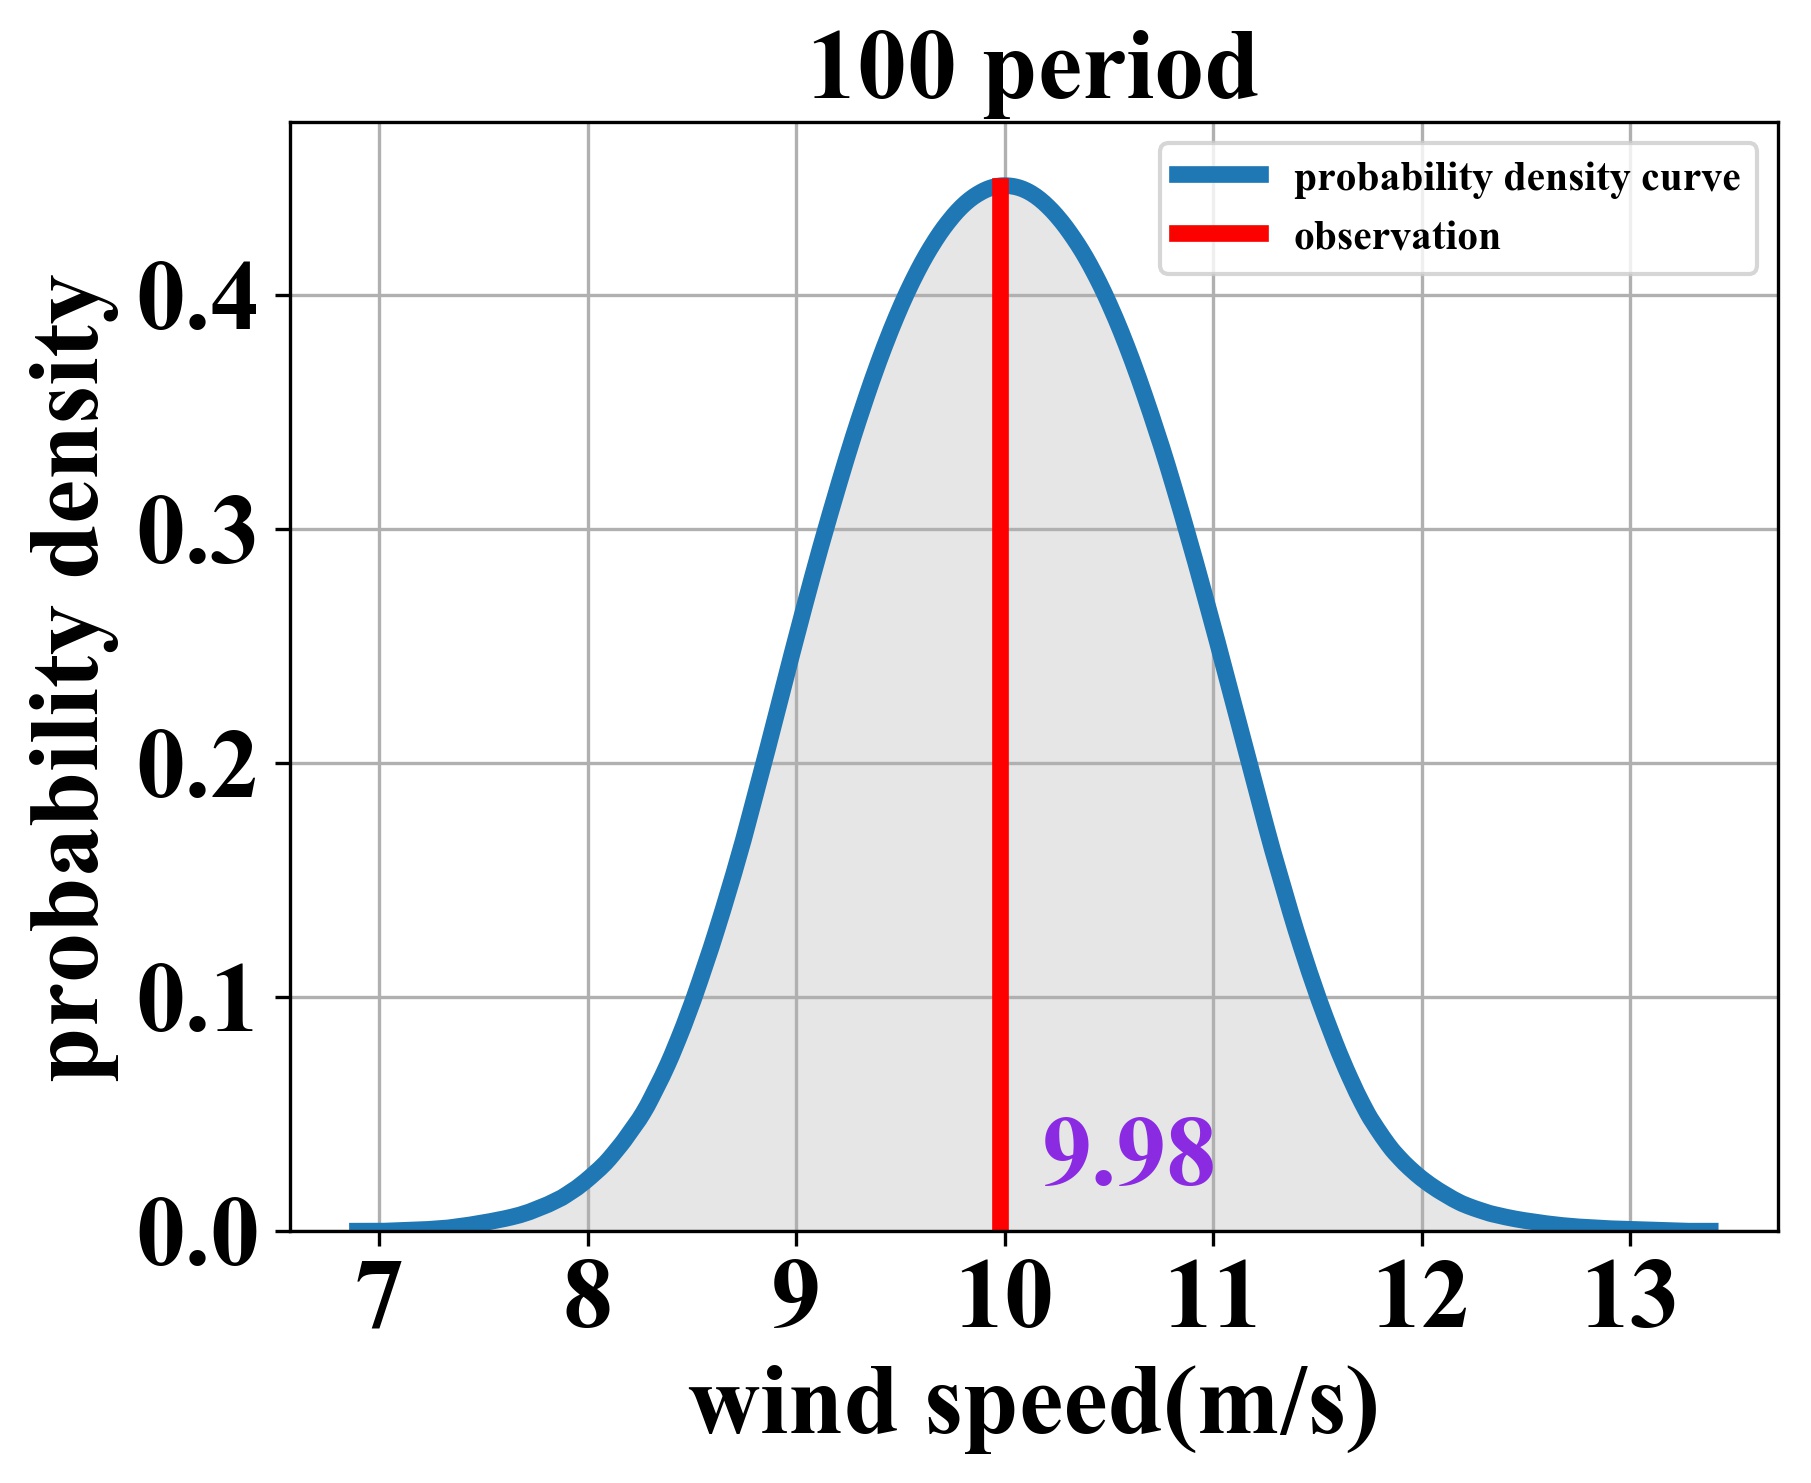 100 period
probability density curve
observation
probability density
0.4
0.3
0.2
0.1
0.0
9.98
7 8 9 10 11 12 13
wind speed(m/s)